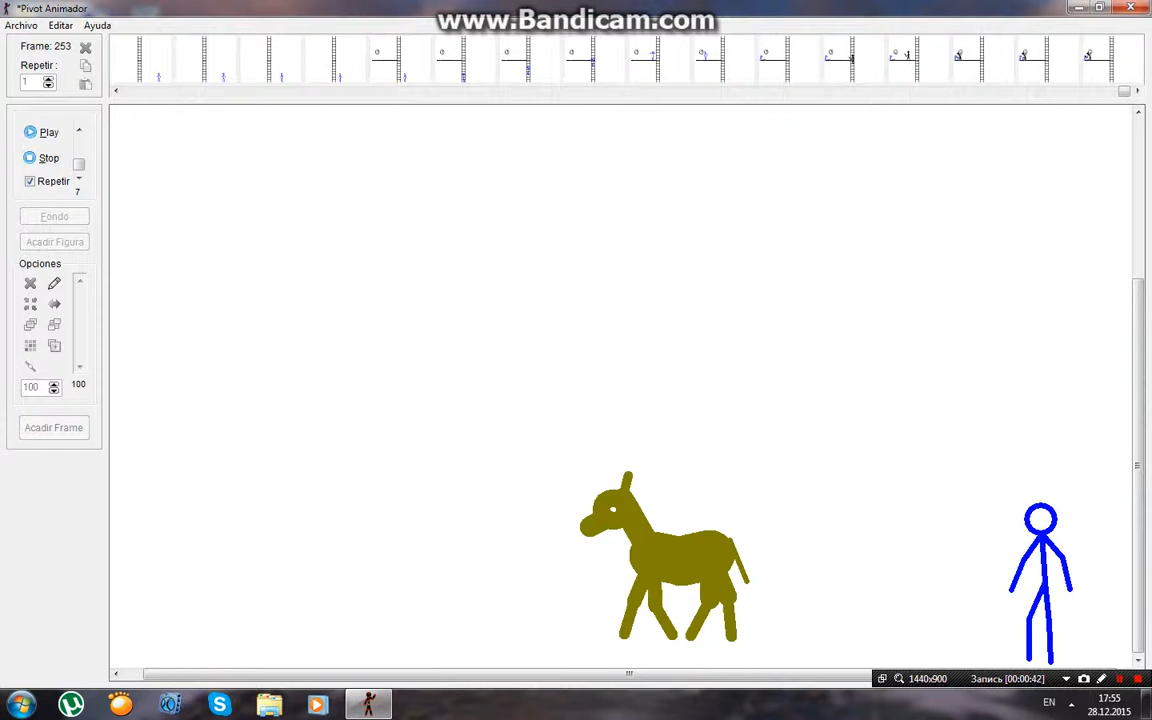 *Pivot Animador
www.Bandicam.com
Archivo Editar Ayuda
Frame: 253
Repetir :
1
Play
Stop
Repetir
7
Fondo
Acadir Figura
Opciones
100 100
Acadir Frame
1440x900 Запись [00:00:42]
EN 17:55
28.12.2015